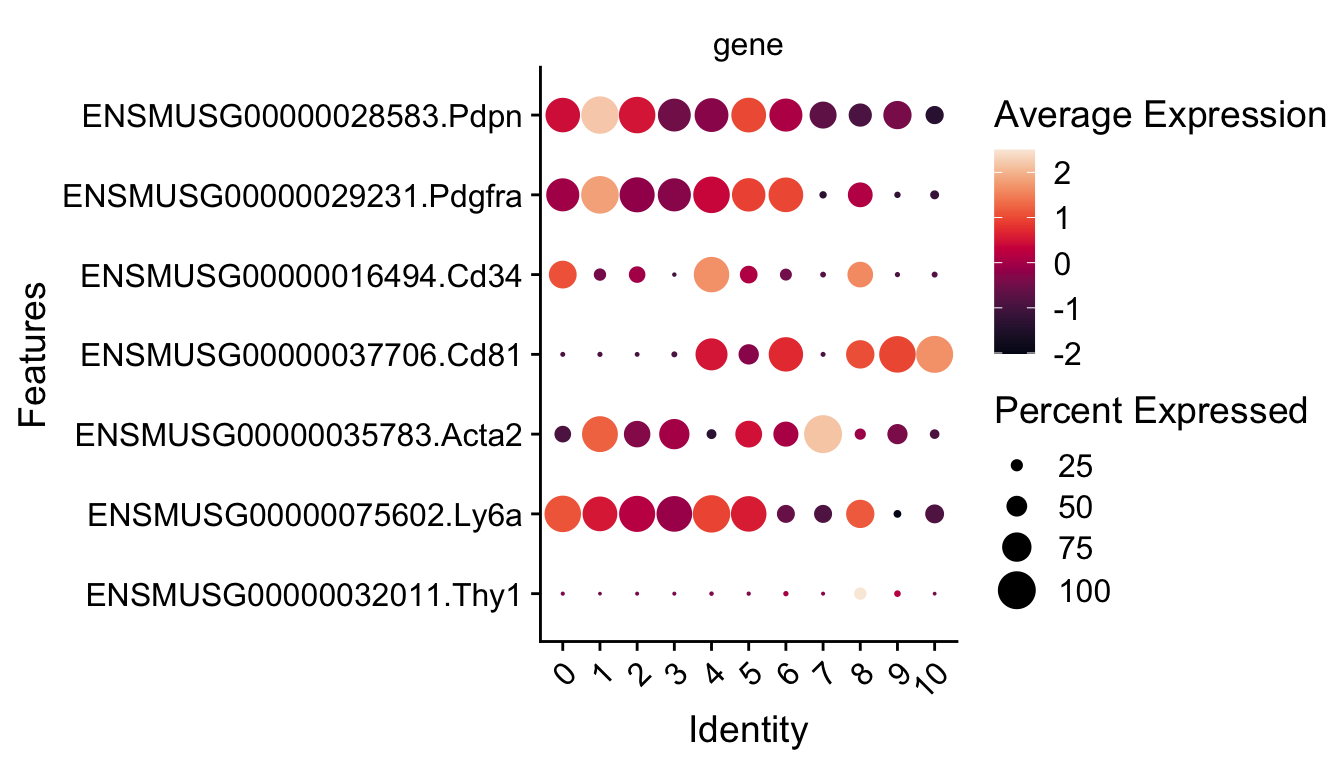 gene
ENSMUSG00000028583.Pdpn
ENSMUSG00000029231.Pdgfra
ENSMUSG00000016494.Cd34
ENSMUSG00000037706.Cd81
ENSMUSG00000035783.Acta2
ENSMUSG00000075602.Ly6a
ENSMUSG00000032011.Thy1
Features
0 1 2 3 4 5 6 7 8 9 10
Identity
Average Expression
2
1
0
-1
-2
Percent Expressed
25
50
75
100